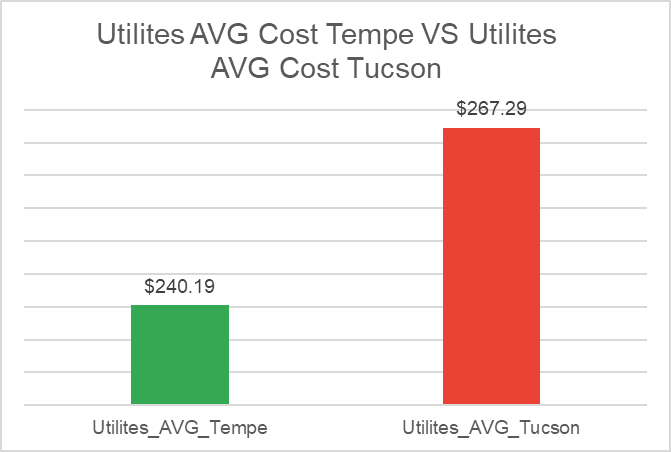 Utilites AVG Cost Tempe VS Utilites
AVG Cost Tucson
$267.29
$240.19
Utilites_AVG_Tempe
Utilites_AVG_Tucson